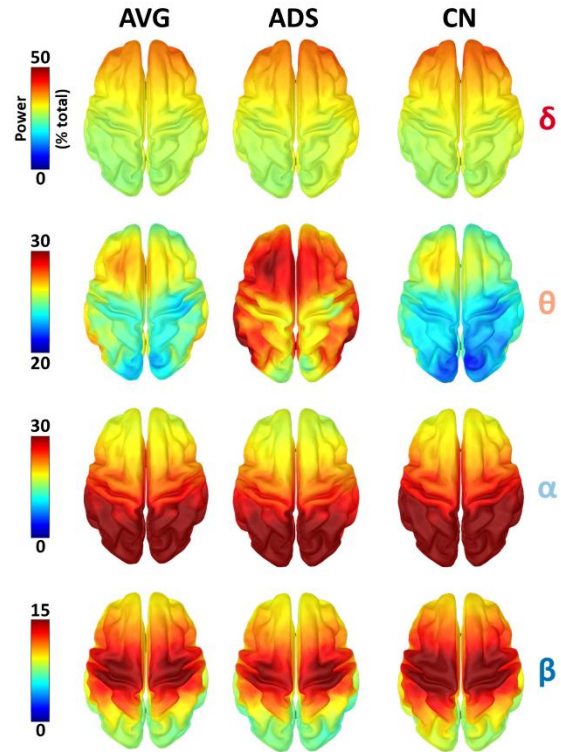 AVG ADS CN
50
Power
(% total)
0
δ
30
20
θ
30
0
α
15
0
β